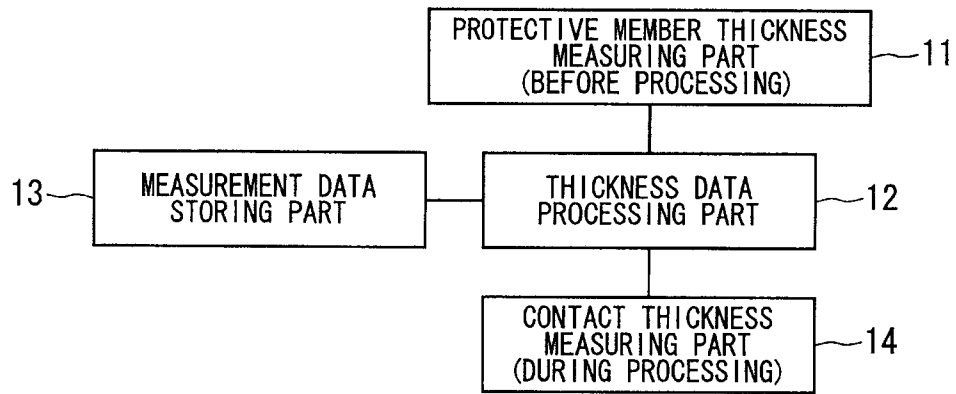 PROTECTIVE MEMBER THICKNESS
MEASURING PART
(BEFORE PROCESSING)
11
13
MEASUREMENT DATA
STORING PART
THICKNESS DATA
PROCESSING PART
12
CONTACT THICKNESS
MEASURING PART
(DURING PROCESSING)
14